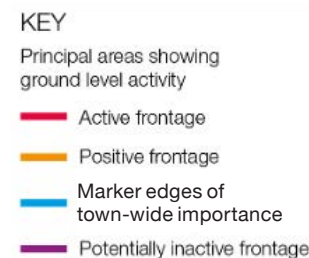 KEY
Principal areas showing
ground level activity
Active frontage
Positive frontage
Marker edges of
town-wide importance
Potentially inactive frontage